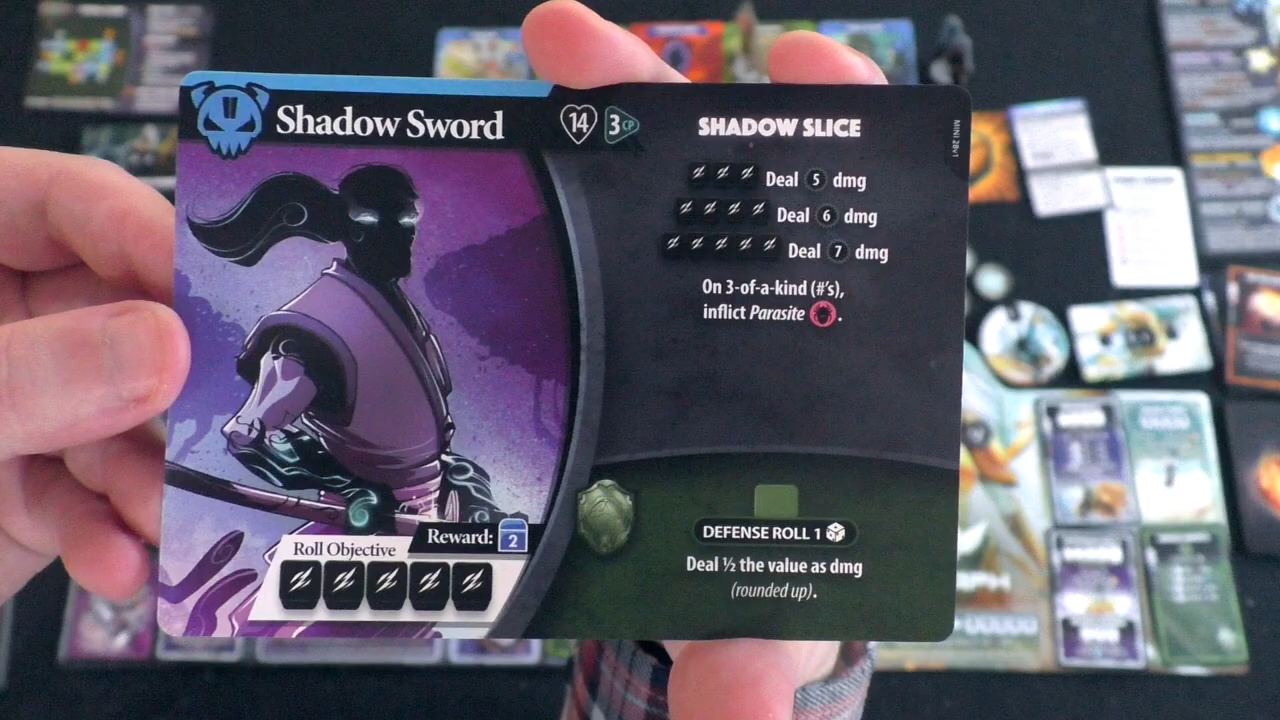 Shadow Sword
14
3 CP
SHADOW SLICE
MINI 28v1
Deal 5 dmg
Deal 6 dmg
Deal 7 dmg
On 3-of-a-kind (#'s),
inflict Parasite.
Reward: 2
Roll Objective
DEFENSE ROLL 1
Deal ½ the value as dmg
(rounded up).